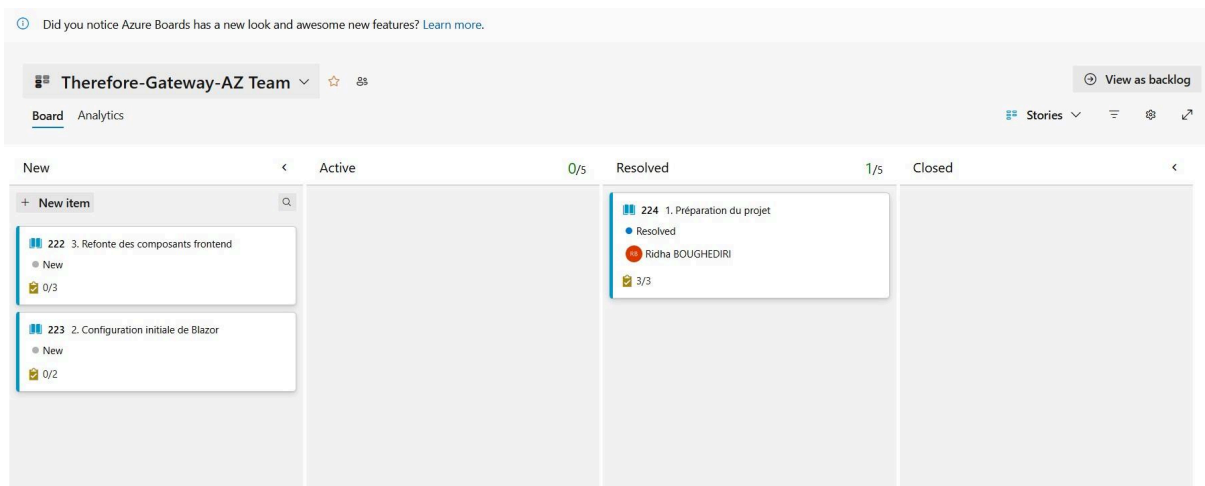 Did you notice Azure Boards has a new look and awesome new features? Learn more.
Therefore-Gateway-AZ Team
View as backlog
Board Analytics
Stories
New
Active 0/5
Resolved 1/5
Closed
+ New item
222 3. Refonte des composants frontend
New
0/3
223 2. Configuration initiale de Blazor
New
0/2
224 1. Préparation du projet
Resolved
RB Ridha BOUGHEDIRI
3/3